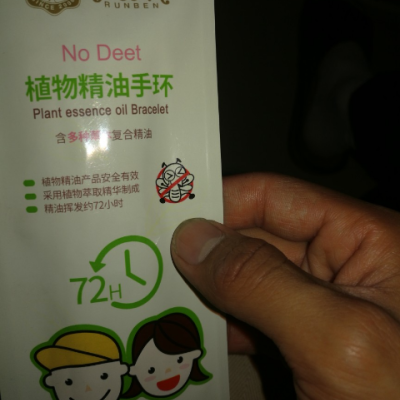 RUNBEN
No Deet
植物精油手环
Plant essence oil Bracelet
含多种草本复合精油
植物精油产品安全有效
采用植物萃取精华制成
精油挥发约72小时
72H